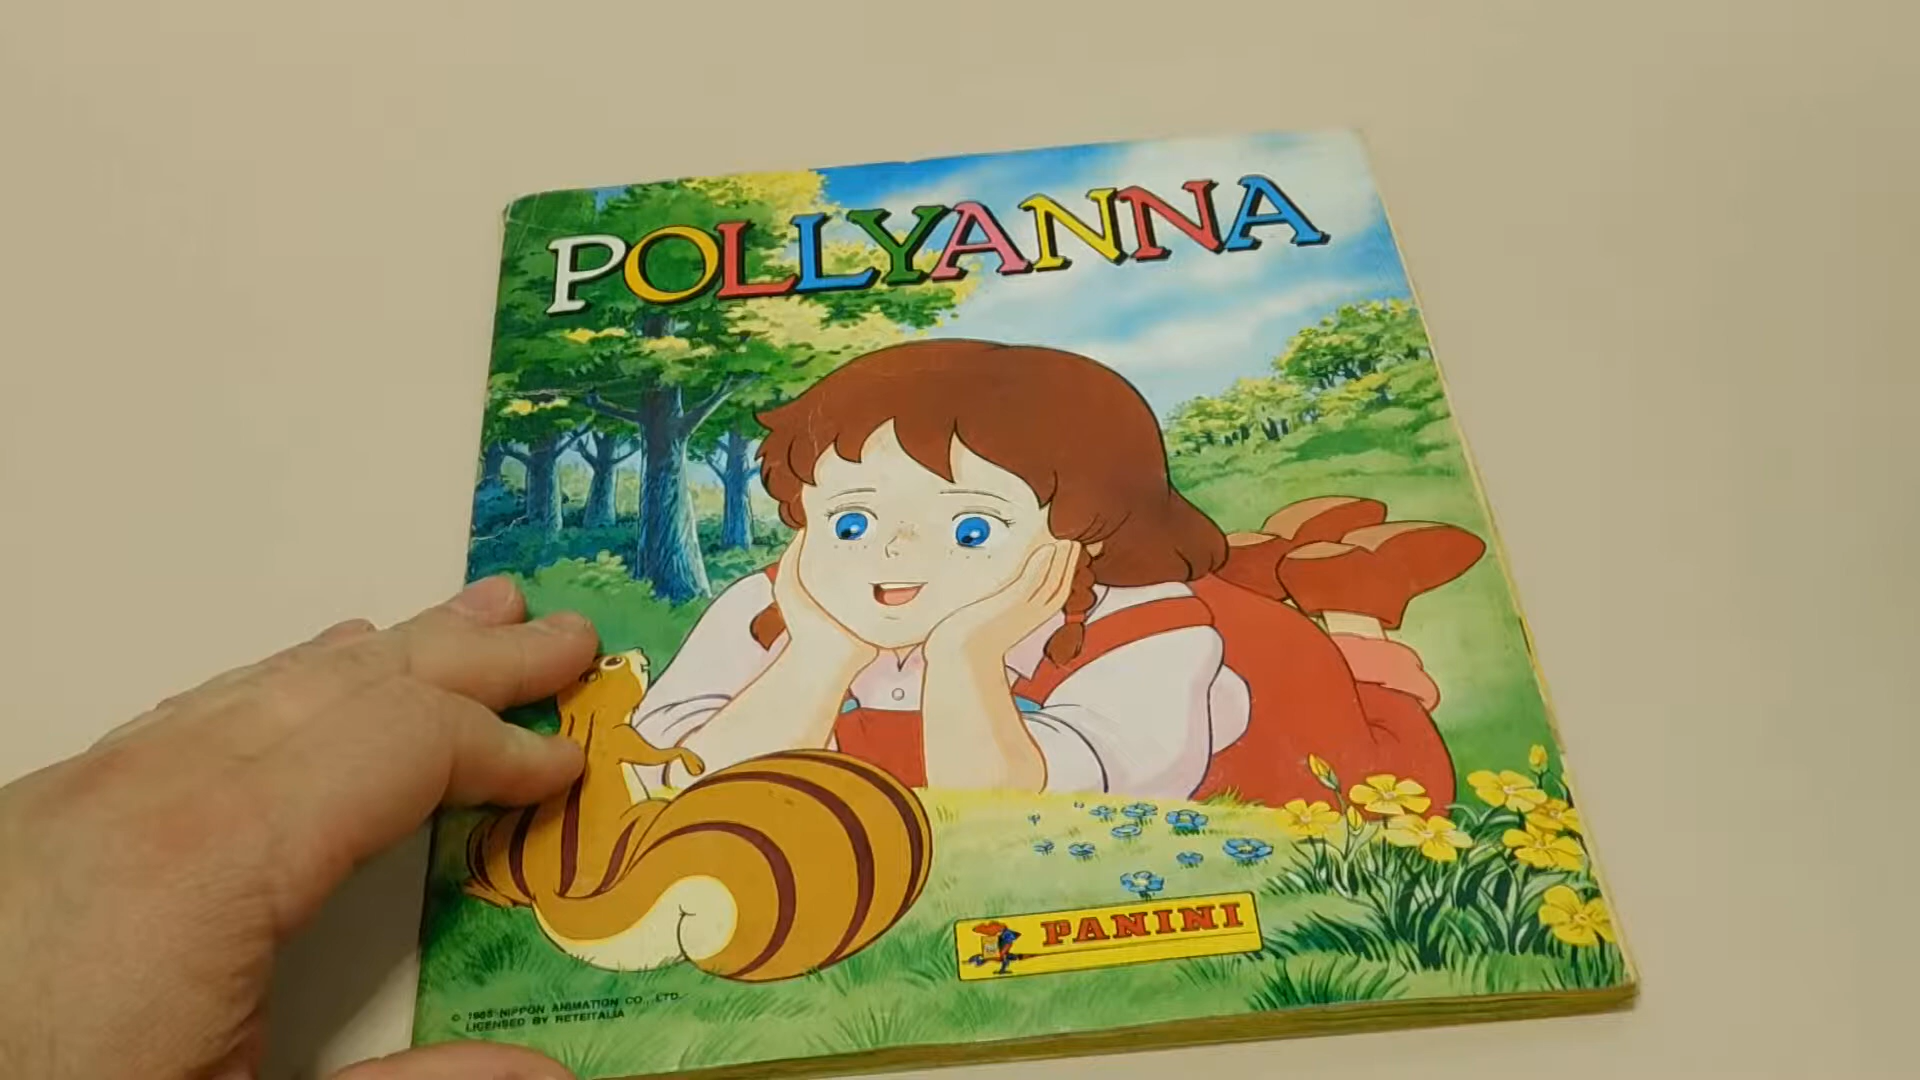 POLLYANNA
PANINI
© 1986 NIPPON ANIMATION CO., LTD.
LICENSED BY RETEITALIA